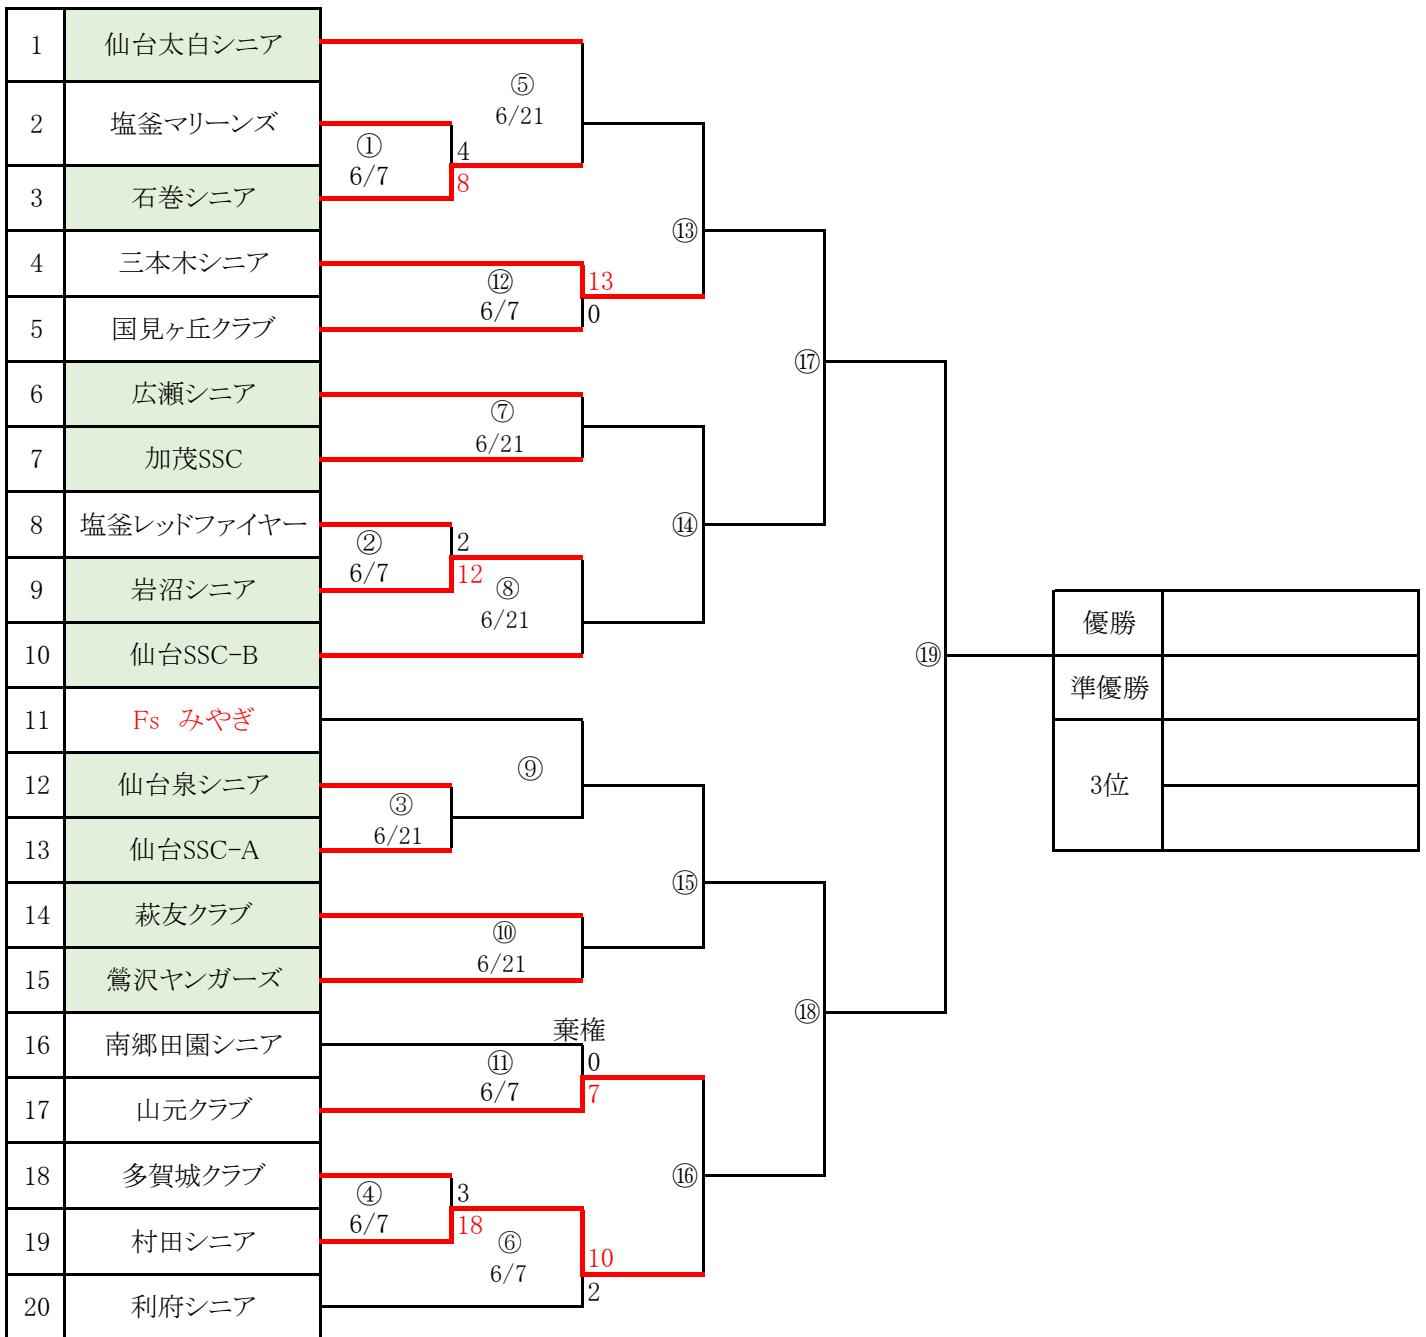 1 仙台太白シニア
⑤
6/21
2 塩釜マリーンズ
①
6/7
4
8
3 石巻シニア
⑬
4 三本木シニア
⑫
6/7
13
0
5 国見ヶ丘クラブ
⑰
6 広瀬シニア
⑦
6/21
7 加茂SSC
8 塩釜レッドファイヤー
②
6/7
2
12
⑭
9 岩沼シニア
⑧
6/21
10 仙台SSC-B
⑲
優勝
準優勝
3位
11 Fs みやぎ
⑨
12 仙台泉シニア
③
6/21
13 仙台SSC-A
⑮
14 萩友クラブ
⑩
6/21
15 鶯沢ヤンガーズ
⑱
16 南郷田園シニア
棄権
⑪
6/7
0
7
17 山元クラブ
18 多賀城クラブ
④
6/7
3
18
⑯
19 村田シニア
⑥
6/7
10
2
20 利府シニア